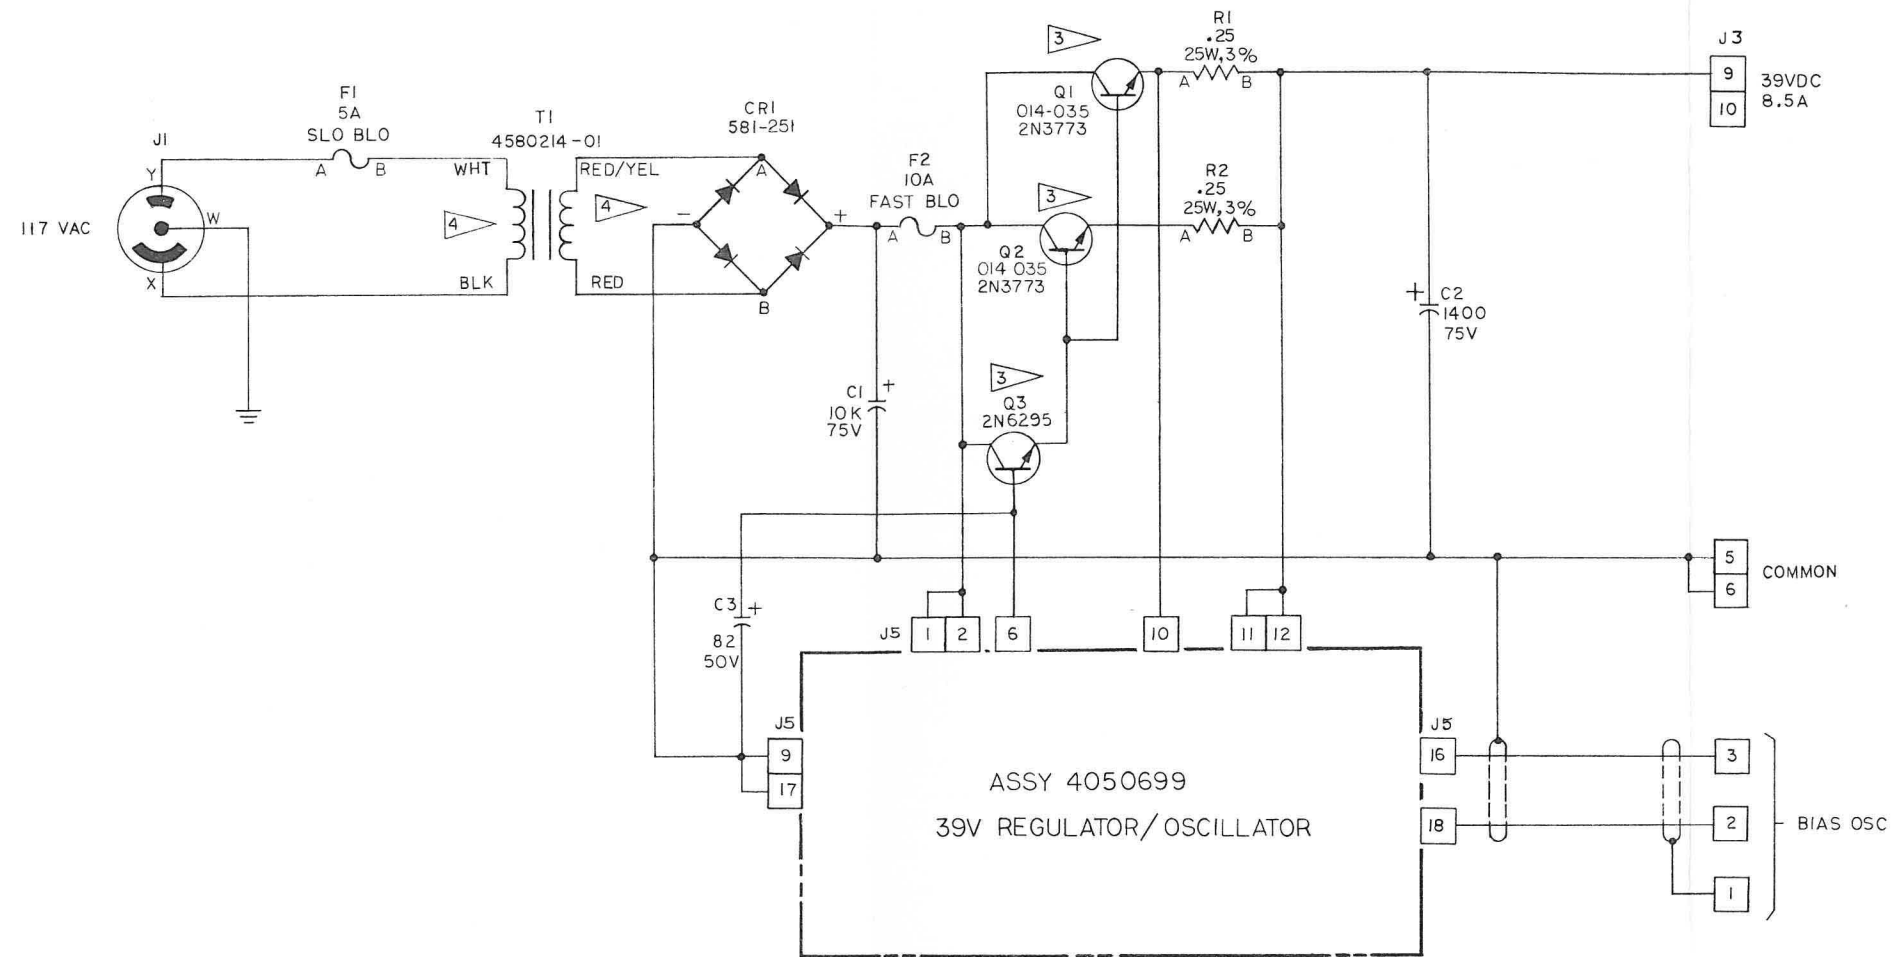 J1
Y
W
X
117 VAC
F1
5A
SLO BLO
A
B
WHT
BLK
T1
4580214-01
4
4
RED/YEL
RED
CR1
581-251
A
B
-
+
F2
10A
FAST BLO
A
B
C1
10K
75V
+
3
Q1
014-035
2N3773
3
Q2
014 035
2N3773
3
Q3
2N6295
R1
.25
25W,3%
A
B
R2
.25
25W,3%
A
B
+
C2
1400
75V
J3
9
10
39VDC
8.5A
5
6
COMMON
C3
+
82
50V
J5
1
2
6
10
11
12
J5
9
17
ASSY 4050699
39V REGULATOR/OSCILLATOR
J5
16
18
3
2
1
BIAS OSC